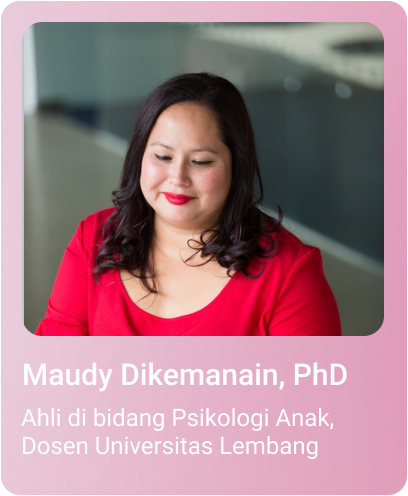 Maudy Dikemanain, PhD
Ahli di bidang Psikologi Anak,
Dosen Universitas Lembang